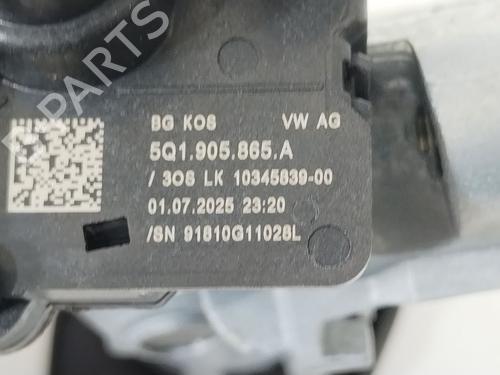 B PARTS
BG KOS VW AG
5Q1.905.865.A
/ 3OS LK 10345839-00
01.07.2025 23:20
/SN 91810G11028L